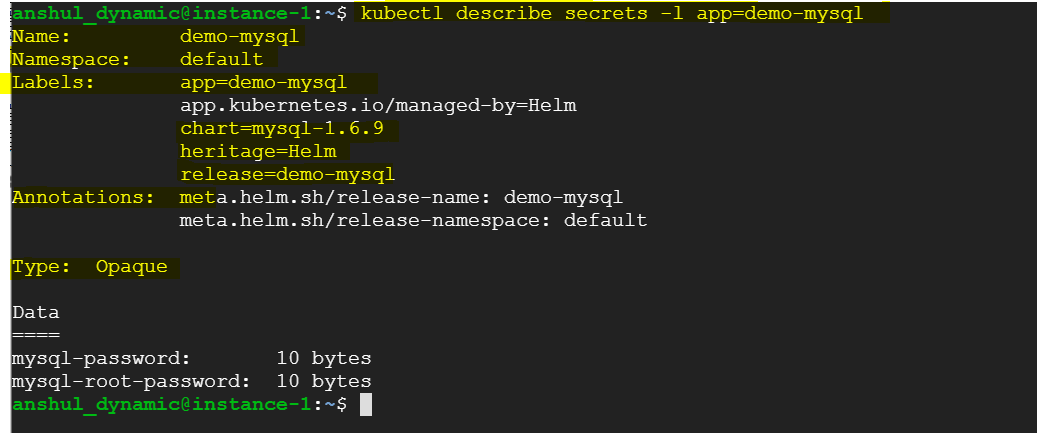 anshul_dynamic@instance-1:~$ kubectl describe secrets -l app=demo-mysql
Name:         demo-mysql
Namespace:    default
Labels:       app=demo-mysql
              app.kubernetes.io/managed-by=Helm
              chart=mysql-1.6.9
              heritage=Helm
              release=demo-mysql
Annotations:  meta.helm.sh/release-name: demo-mysql
              meta.helm.sh/release-namespace: default
Type:  Opaque
Data
====
mysql-password:       10 bytes
mysql-root-password:  10 bytes
anshul_dynamic@instance-1:~$